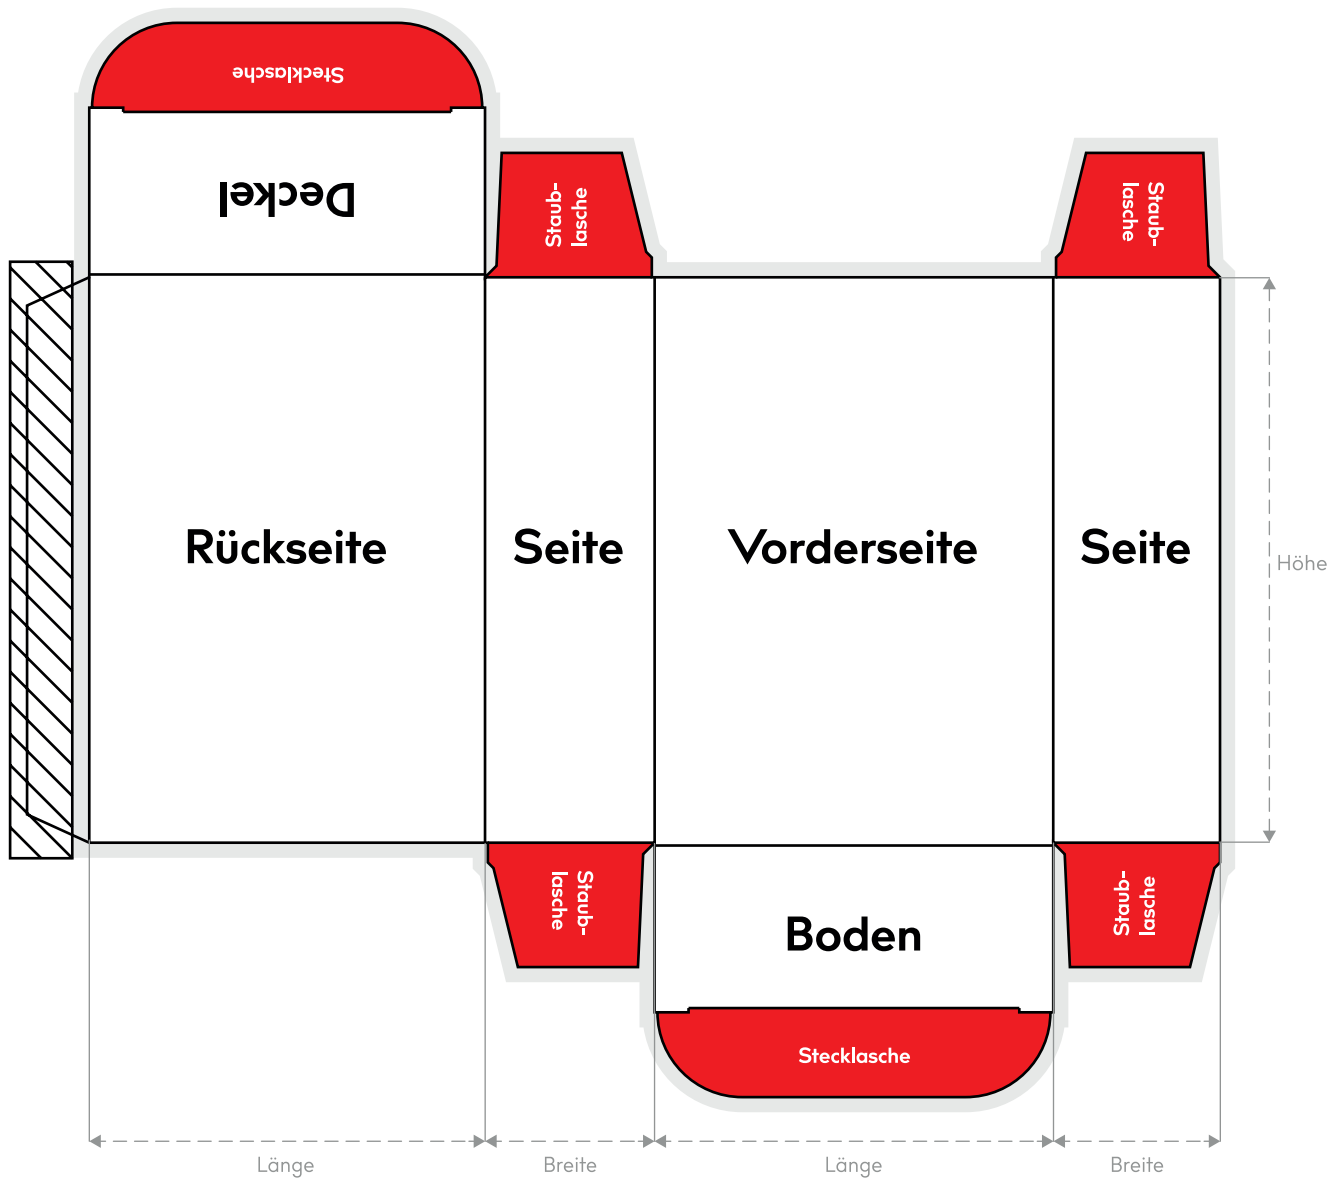 Stecklasche
Deckel
Staub-
lasche
Staub-
lasche
Rückseite
Seite
Vorderseite
Seite
Höhe
Staub-
lasche
Boden
Staub-
lasche
Stecklasche
Länge
Breite
Länge
Breite